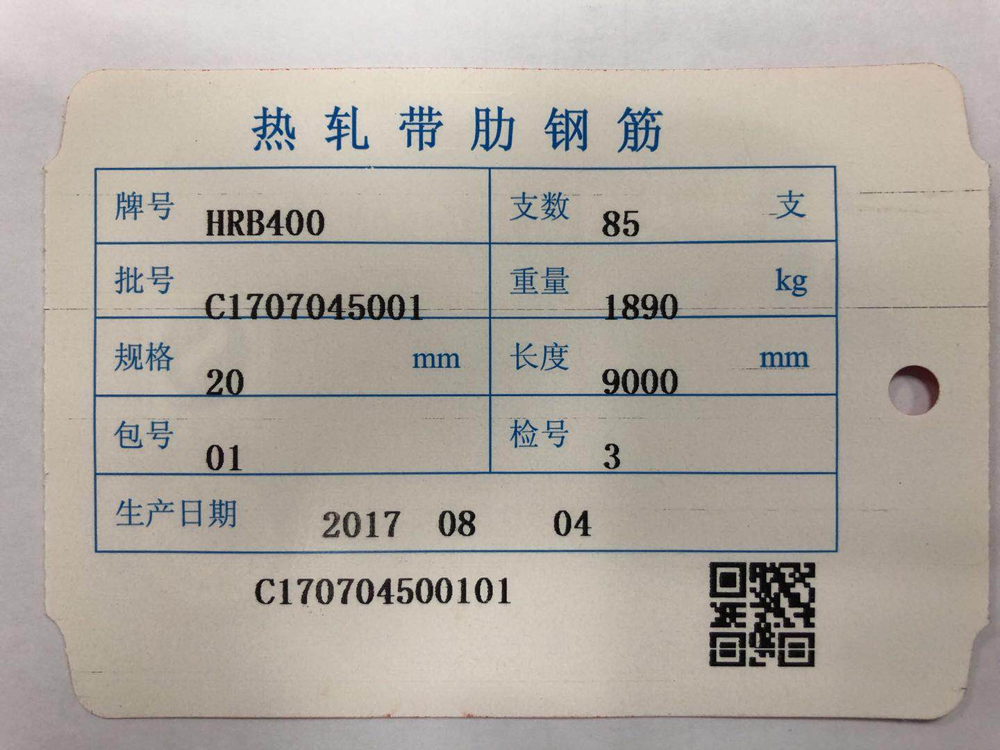 热轧带肋钢筋
牌号 HRB400 支数 85 支
批号 C1707045001 重量 1890 kg
规格 20 mm 长度 9000 mm
包号 01 检号 3
生产日期 2017 08 04
C170704500101